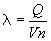 λ = Q/Vn